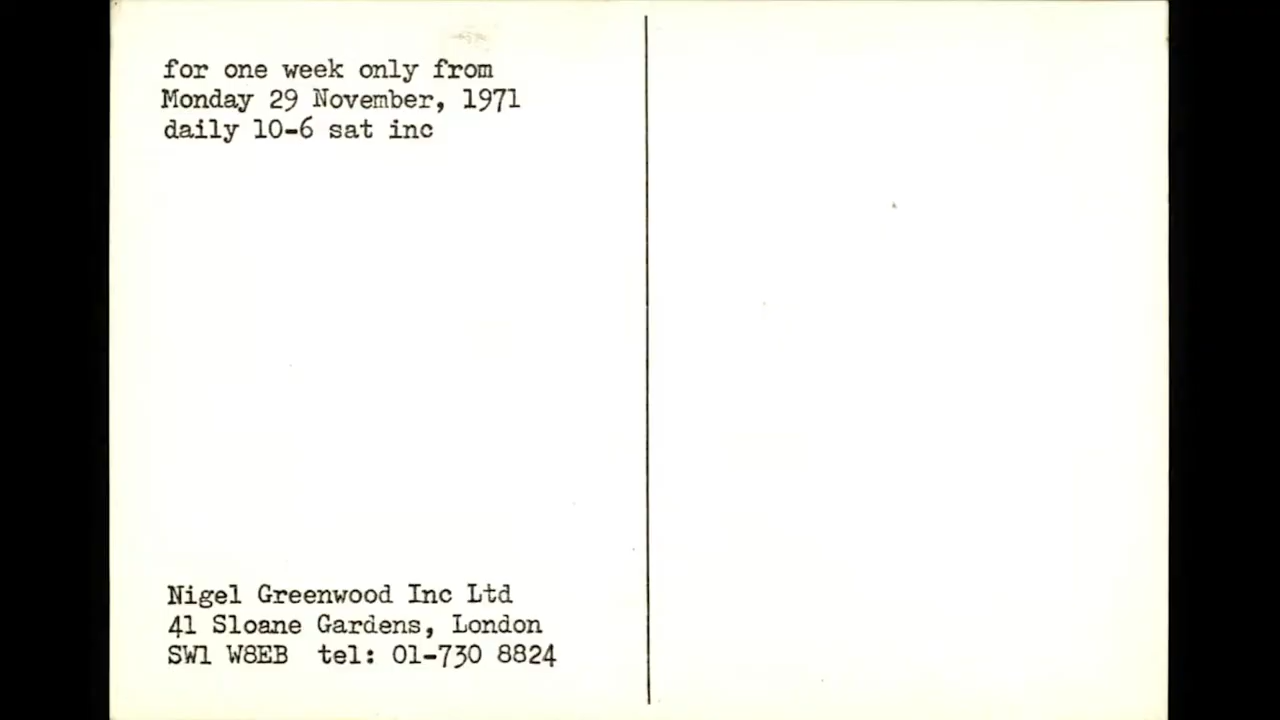 for one week only from
Monday 29 November, 1971
daily 10-6 sat inc
Nigel Greenwood Inc Ltd
41 Sloane Gardens, London
SW1 W8EB tel: 01-730 8824